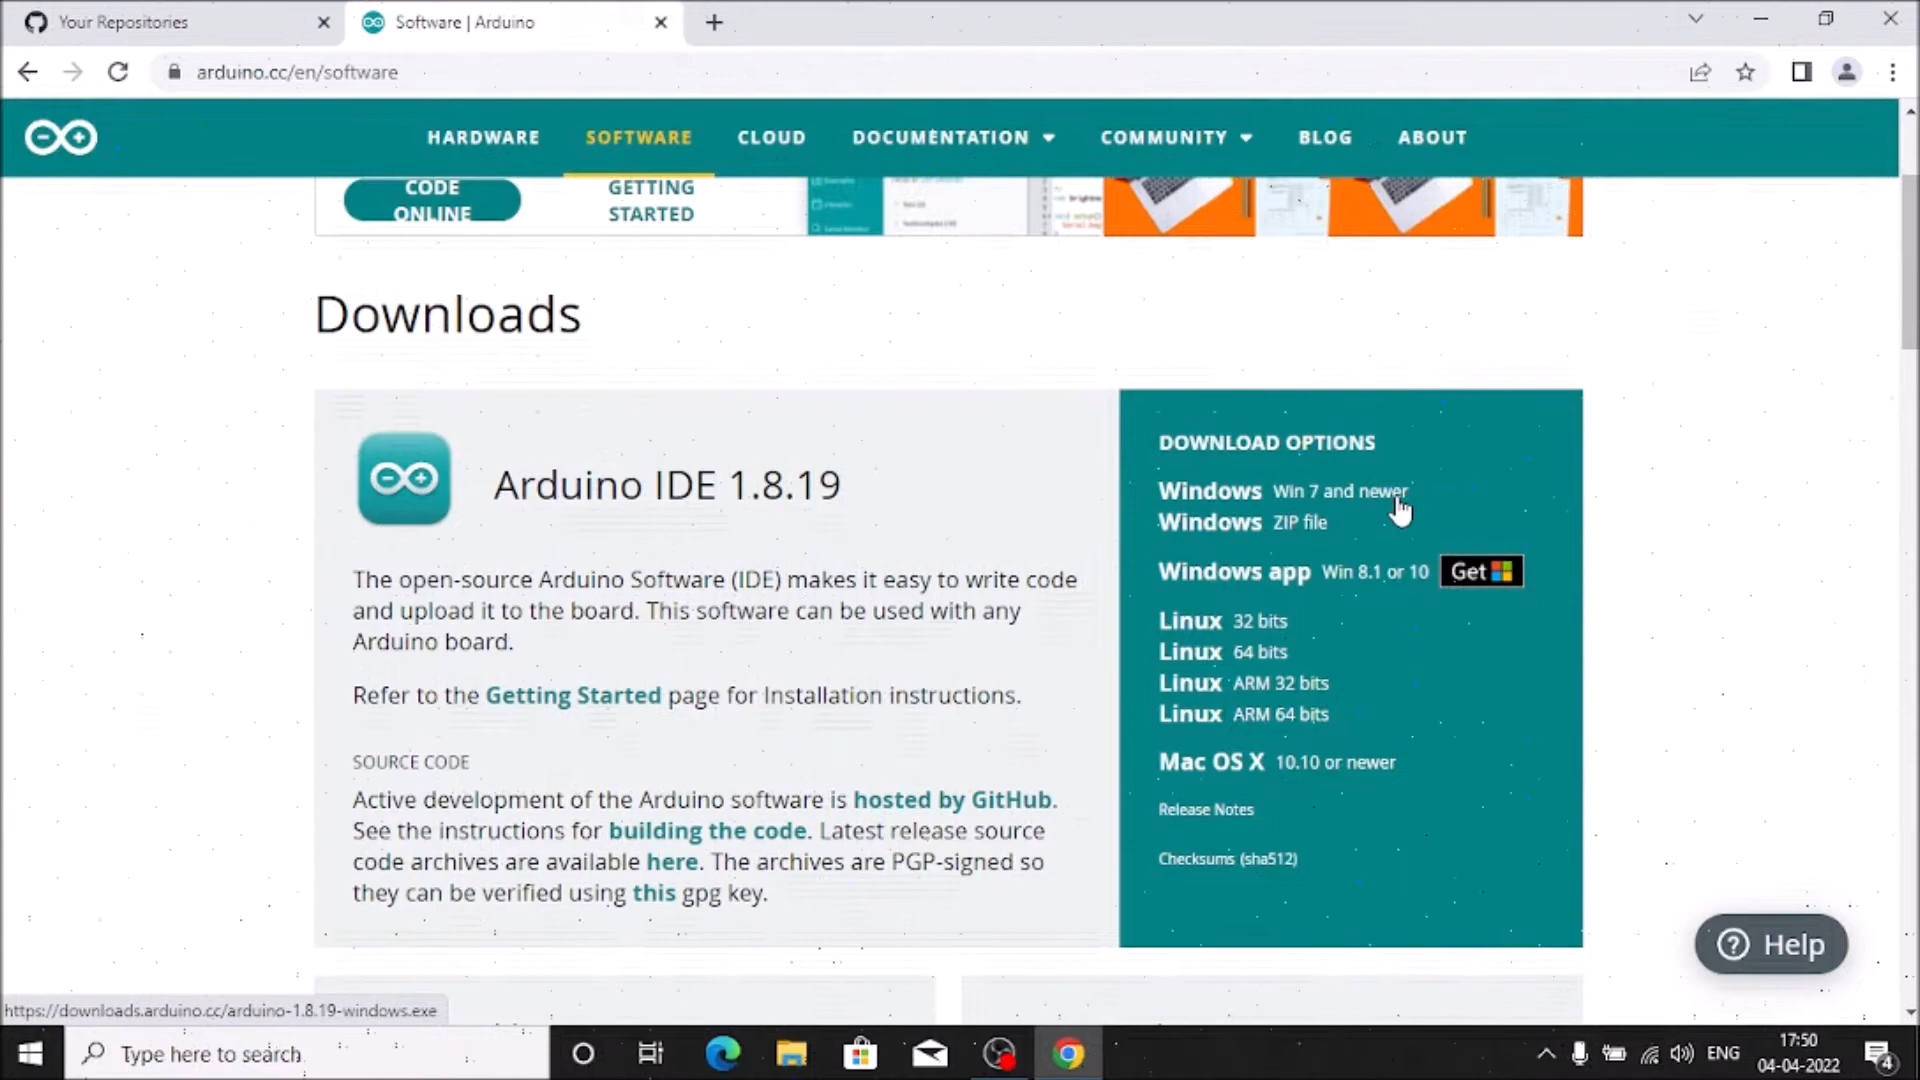 Your Repositories
Software | Arduino
arduino.cc/en/software
HARDWARE
SOFTWARE
CLOUD
DOCUMENTATION
COMMUNITY
BLOG
ABOUT
CODE
ONLINE
GETTING
STARTED
Downloads
Arduino IDE 1.8.19
The open-source Arduino Software (IDE) makes it easy to write code
and upload it to the board. This software can be used with any
Arduino board.
Refer to the Getting Started page for Installation instructions.
SOURCE CODE
Active development of the Arduino software is hosted by GitHub.
See the instructions for building the code. Latest release source
code archives are available here. The archives are PGP-signed so
they can be verified using this gpg key.
DOWNLOAD OPTIONS
Windows Win 7 and newer
Windows ZIP file
Windows app Win 8.1 or 10 Get
Linux 32 bits
Linux 64 bits
Linux ARM 32 bits
Linux ARM 64 bits
Mac OS X 10.10 or newer
Release Notes
Checksums (sha512)
Help
https://downloads.arduino.cc/arduino-1.8.19-windows.exe
Type here to search
ENG
17:50
04-04-2022
4